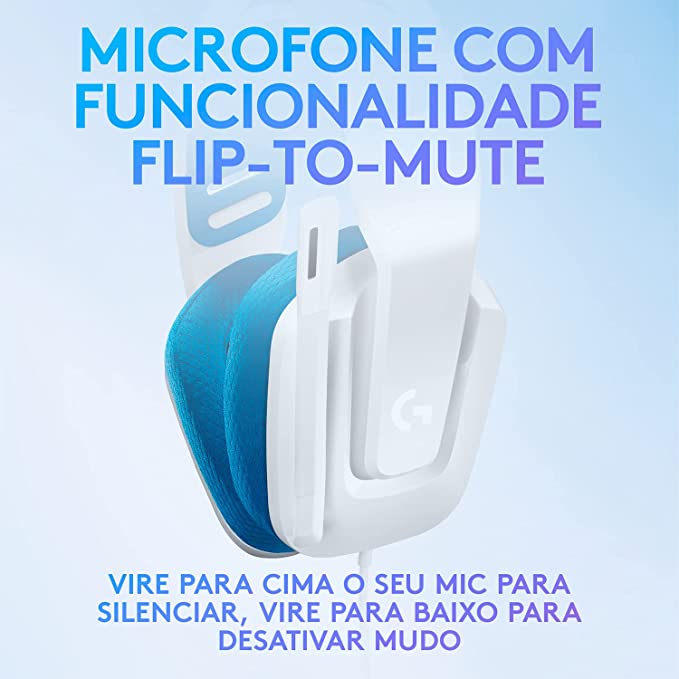 MICROFONE COM
FUNCIONALIDADE
FLIP-TO-MUTE
G
VIRE PARA CIMA O SEU MIC PARA
SILENCIAR, VIRE PARA BAIXO PARA
DESATIVAR MUDO